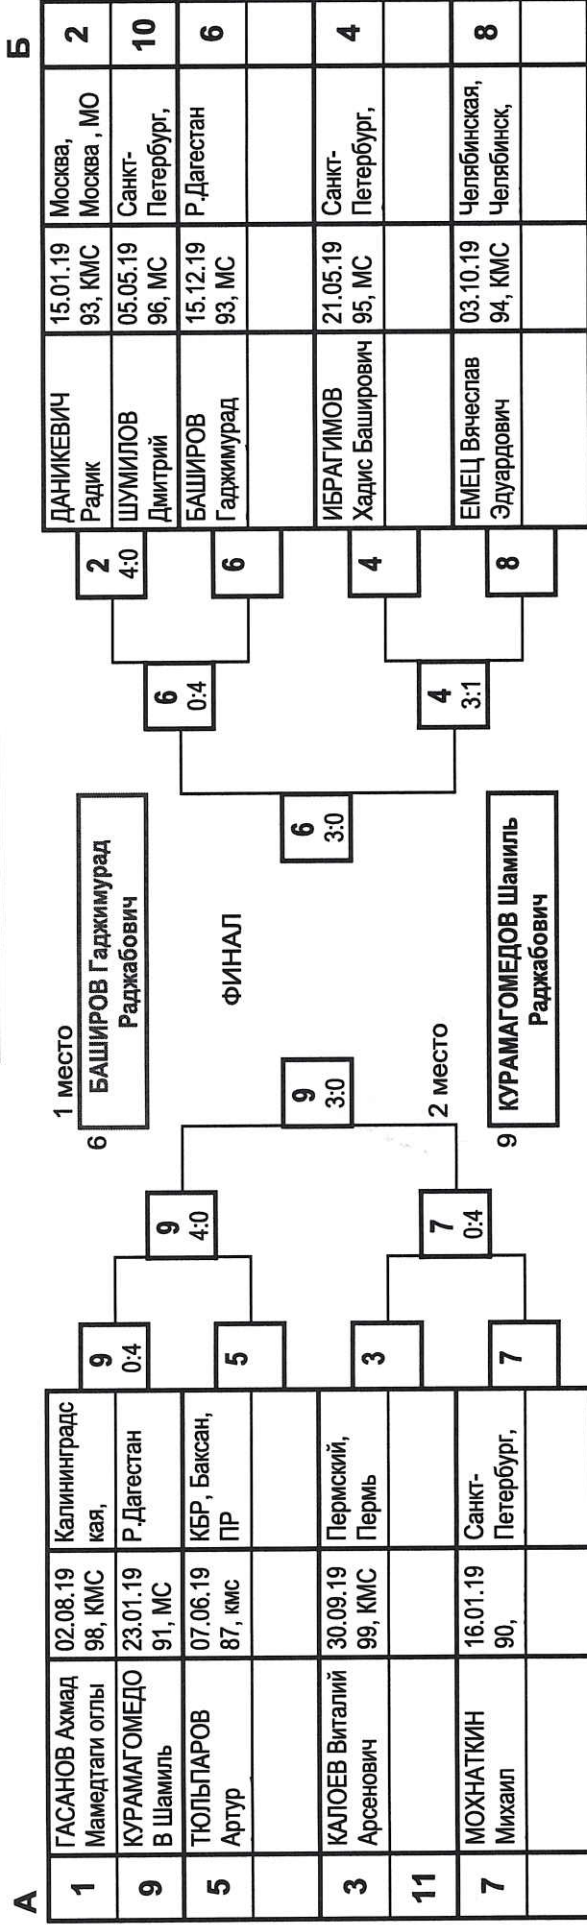 А
1
ГАСАНОВ Ахмад
Мамедтаги оглы
02.08.19
98, КМС
Калининградс
кая,
9
КУРАМАГОМЕДО
В Шамиль
23.01.19
91, МС
Р.Дагестан
5
ТЮЛЬПАРОВ
Артур
07.06.19
87, кмс
КБР, Баксан,
ПР
3
КАЛОЕВ Виталий
Арсенович
30.09.19
99, КМС
Пермский,
Пермь
11
7
МОХНАТКИН
Михаил
16.01.19
90,
Санкт-
Петербург,
9
0:4
5
3
7
9
4:0
7
0:4
9
3:0
1 место
6
БАШИРОВ Гаджимурад
Раджабович
ФИНАЛ
2 место
9
КУРАМАГОМЕДОВ Шамиль
Раджабович
6
3:0
6
0:4
4
3:1
2
4:0
6
4
8
Б
ДАНИКЕВИЧ
Радик
15.01.19
93, КМС
Москва,
Москва , МО
2
ШУМИЛОВ
Дмитрий
05.05.19
96, МС
Санкт-
Петербург,
10
БАШИРОВ
Гаджимурад
15.12.19
93, МС
Р.Дагестан
6
ИБРАГИМОВ
Хадис Баширович
21.05.19
95, МС
Санкт-
Петербург,
4
ЕМЕЦ Вячеслав
Эдуардович
03.10.19
94, КМС
Челябинская,
Челябинск,
8